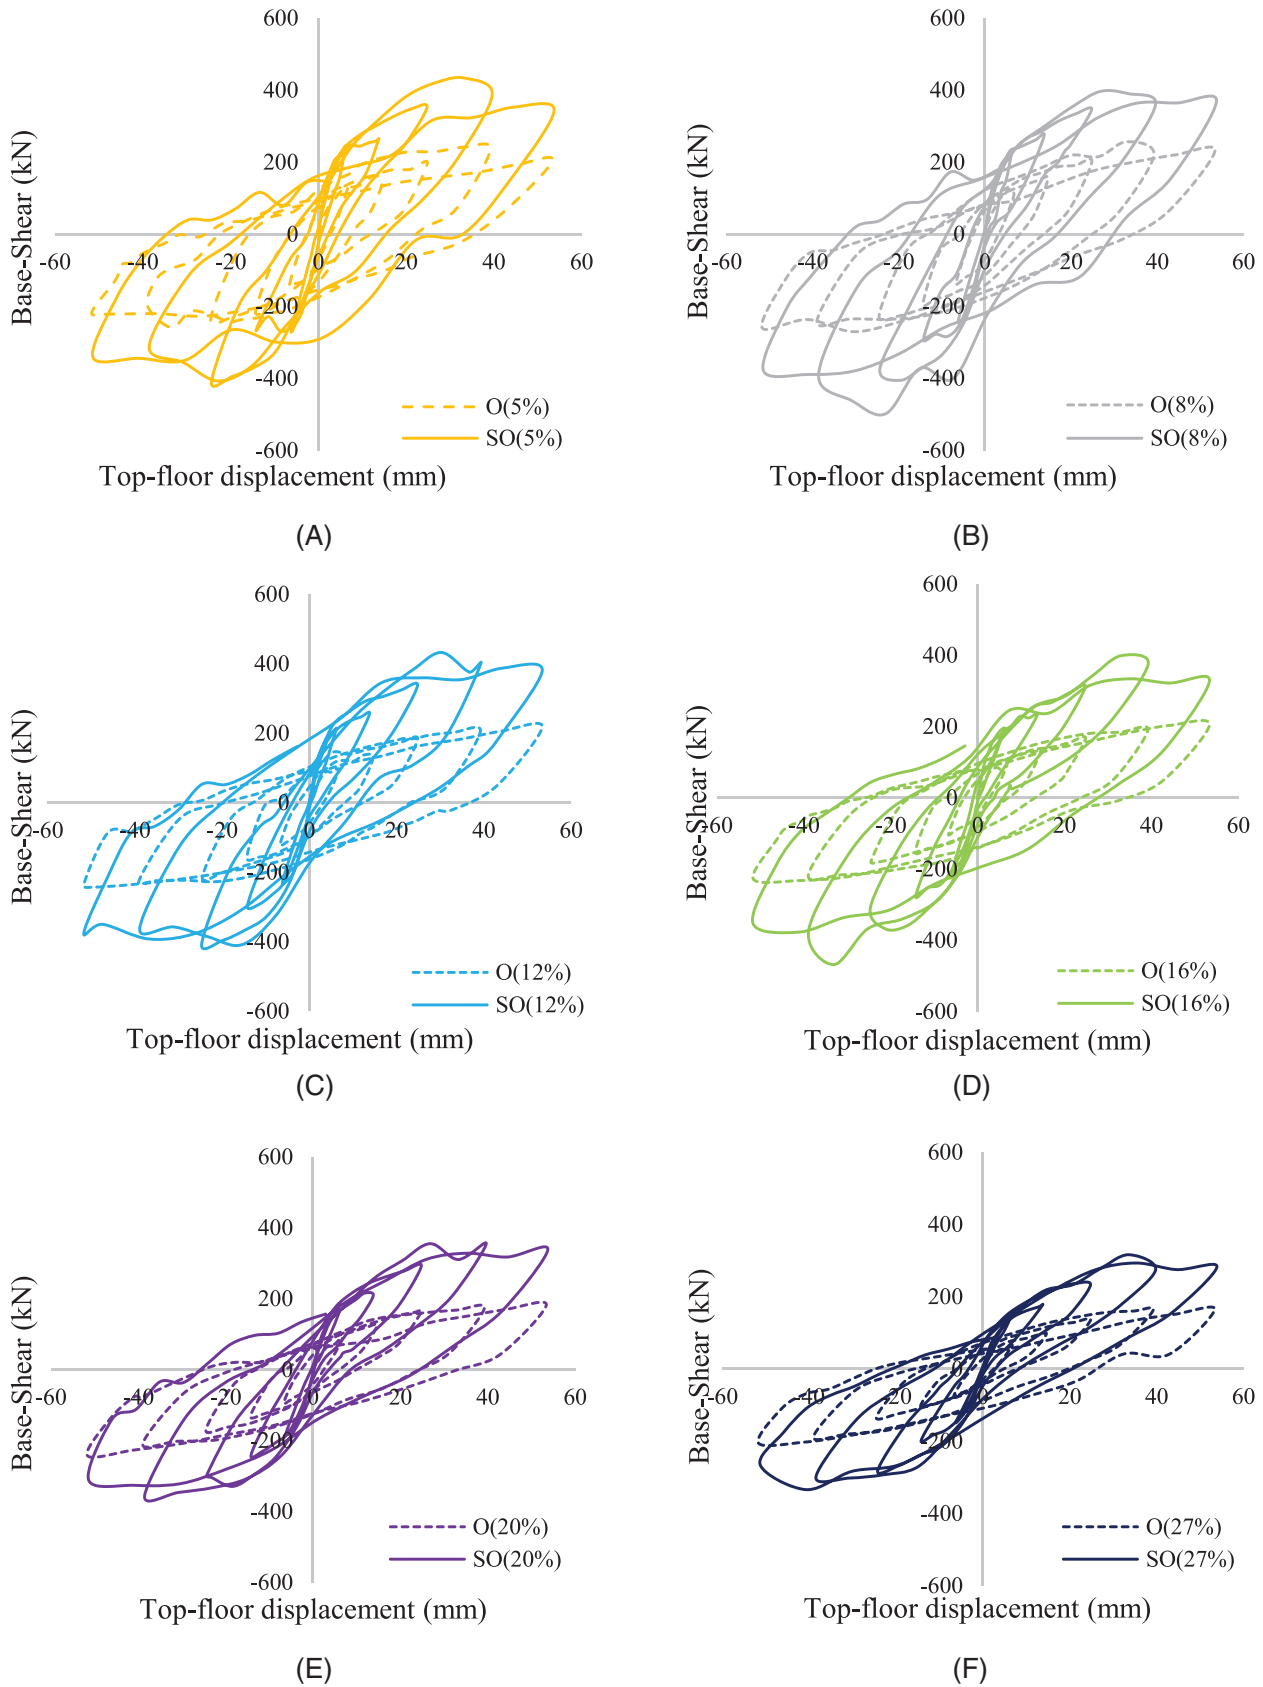 600
400
200
0
-200
-400
-600
-60
-40
-20
0
20
40
60
Base-Shear (kN)
O(5%)
SO(5%)
Top-floor displacement (mm)
(A)
600
400
200
0
-200
-400
-600
-60
-40
-20
0
20
40
60
Base-Shear (kN)
O(8%)
SO(8%)
Top-floor displacement (mm)
(B)
600
400
200
0
-200
-400
-600
-60
-40
-20
0
20
40
60
Base-Shear (kN)
O(12%)
SO(12%)
Top-floor displacement (mm)
(C)
600
400
200
0
-200
-400
-600
-60
-40
-20
0
20
40
60
Base-Shear (kN)
O(16%)
SO(16%)
Top-floor displacement (mm)
(D)
600
400
200
0
-200
-400
-600
-60
-40
-20
0
20
40
60
Base-Shear (kN)
O(20%)
SO(20%)
Top-floor displacement (mm)
(E)
600
400
200
0
-200
-400
-600
-60
-40
-20
0
20
40
60
Base-Shear (kN)
O(27%)
SO(27%)
Top-floor displacement (mm)
(F)